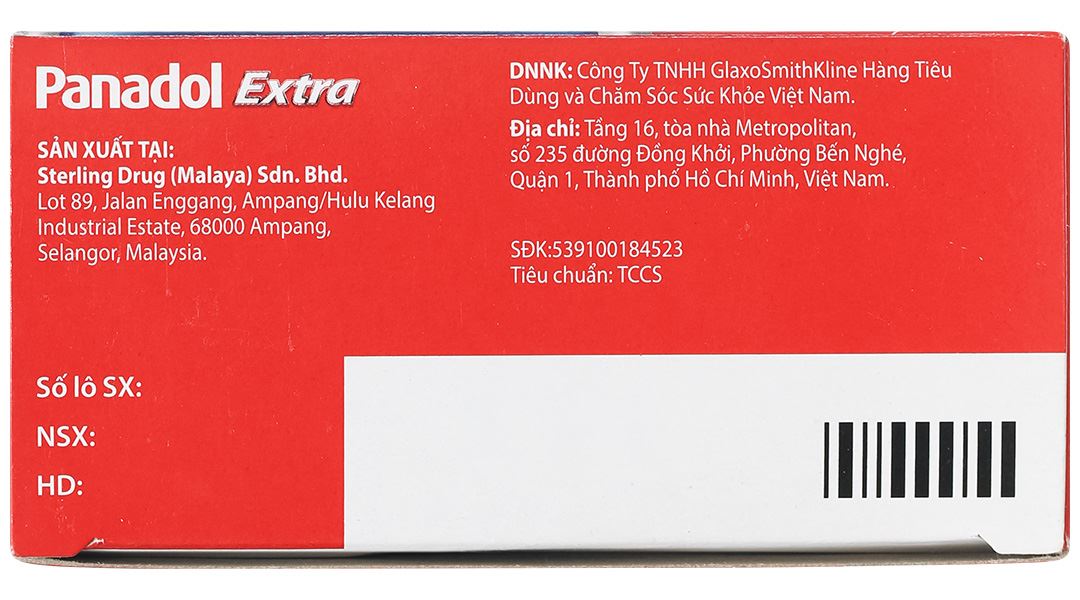 Panadol Extra
SẢN XUẤT TẠI:
Sterling Drug (Malaya) Sdn. Bhd.
Lot 89, Jalan Enggang, Ampang/Hulu Kelang
Industrial Estate, 68000 Ampang,
Selangor, Malaysia.
DNNK: Công Ty TNHH GlaxoSmithKline Hàng Tiêu
Dùng và Chăm Sóc Sức Khỏe Việt Nam.
Địa chỉ: Tầng 16, tòa nhà Metropolitan,
số 235 đường Đồng Khởi, Phường Bến Nghé,
Quận 1, Thành phố Hồ Chí Minh, Việt Nam.
SĐK:539100184523
Tiêu chuẩn: TCCS
Số lô SX:
NSX:
HD: